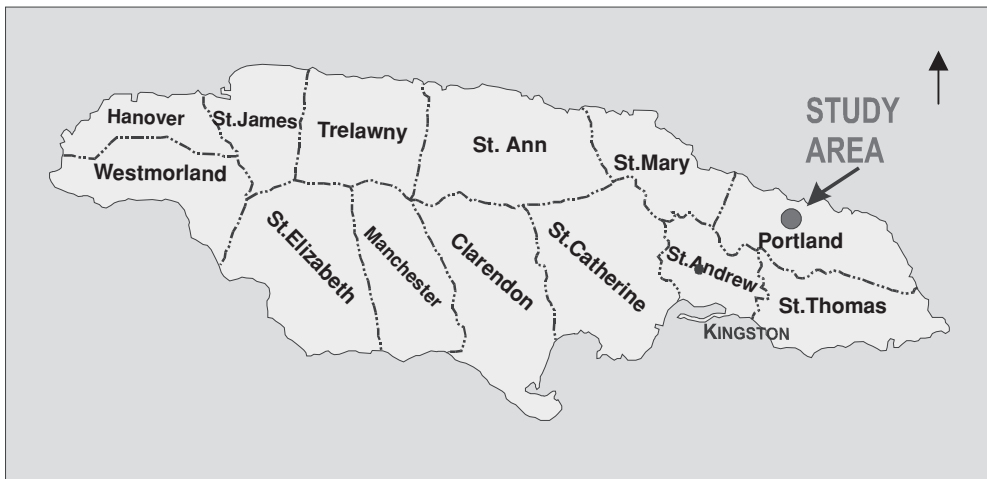 STUDY
AREA
Hanover
St.James
Trelawny
St. Ann
St.Mary
Westmorland
Portland
St.Elizabeth
Manchester
Clarendon
St.Catherine
St.Andrew
St.Thomas
KINGSTON